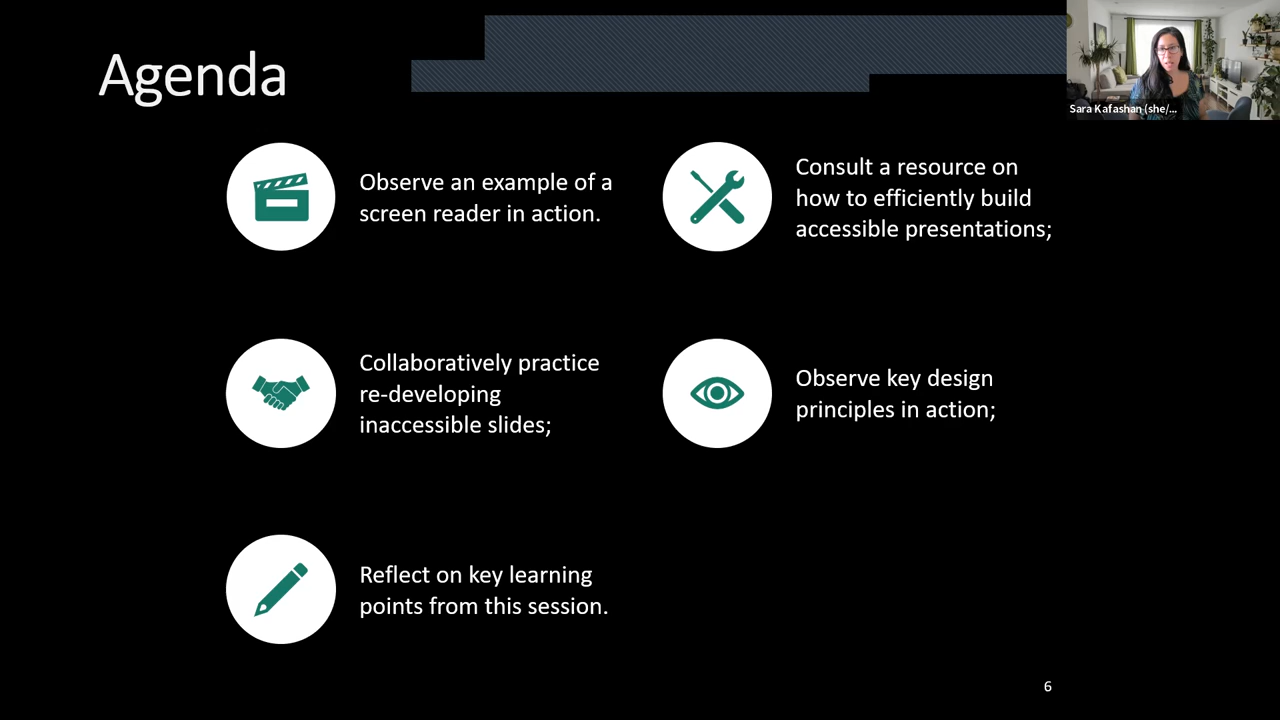 Agenda
Sara Kafashan (she/...
Observe an example of a
screen reader in action.
Consult a resource on
how to efficiently build
accessible presentations;
Collaboratively practice
re-developing
inaccessible slides;
Observe key design
principles in action;
Reflect on key learning
points from this session.
6